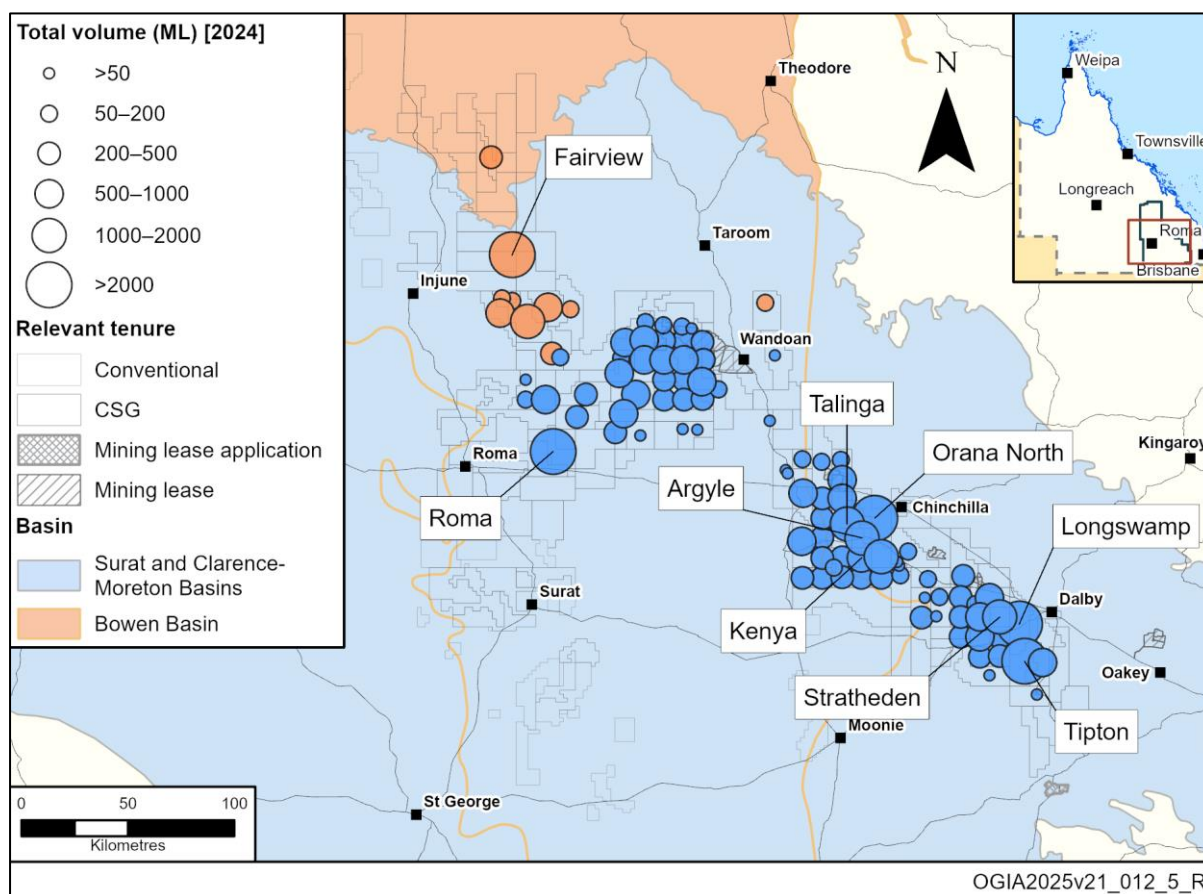 Total volume (ML) [2024]
>50
50–200
200–500
500–1000
1000–2000
>2000
Relevant tenure
Conventional
CSG
Mining lease application
Mining lease
Basin
Surat and Clarence-
Moreton Basins
Bowen Basin
0 50 100
Kilometres
Theodore
N
Fairview
Taroom
Injune
Wandoan
Talinga
Orana North
Kingaroy
Roma
Argyle
Chinchilla
Longswamp
Roma
Surat
Dalby
Kenya
Oakey
Stratheden
Tipton
Moonie
St George
Weipa
Townsville
Longreach
Roma
Brisbane
OGIA2025v21_012_5_R